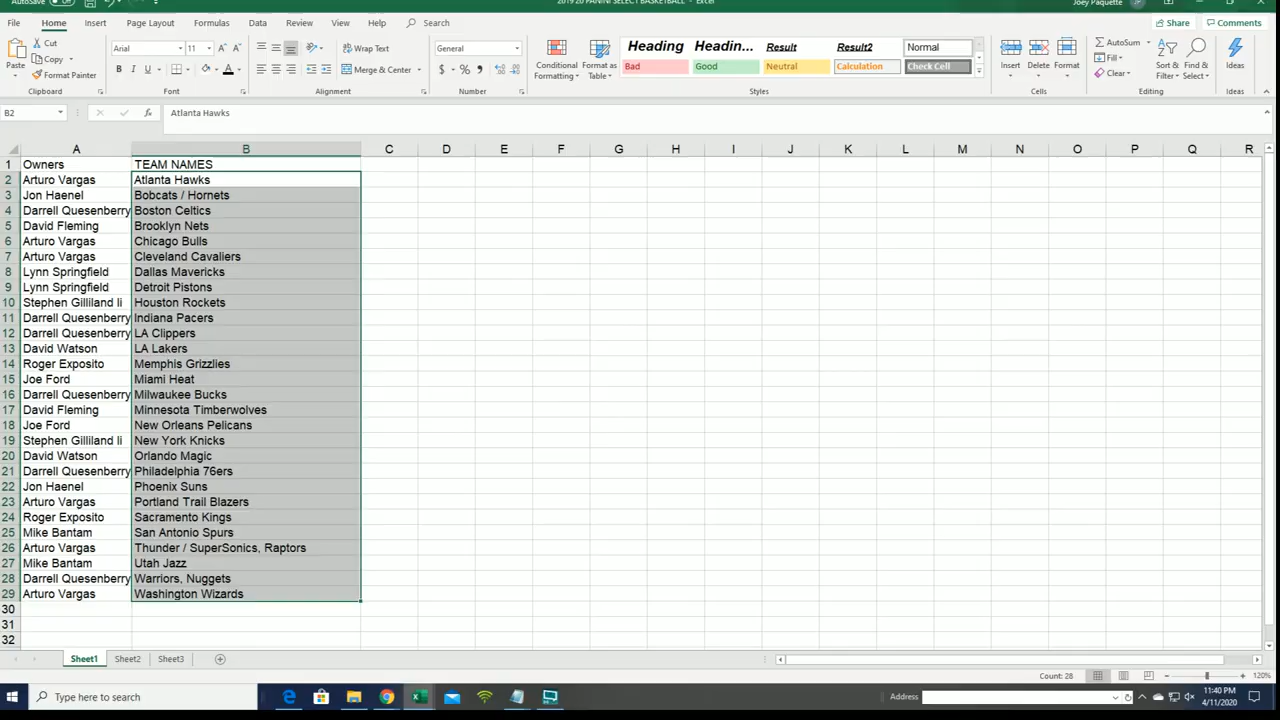 AutoSave Off 2019 20 PANINI SELECT BASKETBALL - Excel Joey Paquette
File Home Insert Page Layout Formulas Data Review View Help Search Share Comments
Paste Cut Copy Format Painter Clipboard
Arial 11 Font
Wrap Text Merge & Center Alignment
General Number
Conditional Formatting Format as Table
Heading Headin... Result Result2 Normal
Bad Good Neutral Calculation Check Cell
Styles
Insert Delete Format Cells
AutoSum Fill Clear Sort & Filter Find & Select Editing
Ideas Ideas
B2 fx Atlanta Hawks
A B C D E F G H I J K L M N O P Q R
1 Owners TEAM NAMES
2 Arturo Vargas Atlanta Hawks
3 Jon Haenel Bobcats / Hornets
4 Darrell Quesenberry Boston Celtics
5 David Fleming Brooklyn Nets
6 Arturo Vargas Chicago Bulls
7 Arturo Vargas Cleveland Cavaliers
8 Lynn Springfield Dallas Mavericks
9 Lynn Springfield Detroit Pistons
10 Stephen Gilliland Ii Houston Rockets
11 Darrell Quesenberry Indiana Pacers
12 Darrell Quesenberry LA Clippers
13 David Watson LA Lakers
14 Roger Exposito Memphis Grizzlies
15 Joe Ford Miami Heat
16 Darrell Quesenberry Milwaukee Bucks
17 David Fleming Minnesota Timberwolves
18 Joe Ford New Orleans Pelicans
19 Stephen Gilliland Ii New York Knicks
20 David Watson Orlando Magic
21 Darrell Quesenberry Philadelphia 76ers
22 Jon Haenel Phoenix Suns
23 Arturo Vargas Portland Trail Blazers
24 Roger Exposito Sacramento Kings
25 Mike Bantam San Antonio Spurs
26 Arturo Vargas Thunder / SuperSonics, Raptors
27 Mike Bantam Utah Jazz
28 Darrell Quesenberry Warriors, Nuggets
29 Arturo Vargas Washington Wizards
30
31
32
Sheet1 Sheet2 Sheet3
Count: 28 120%
Type here to search Address 11:40 PM
4/11/2020